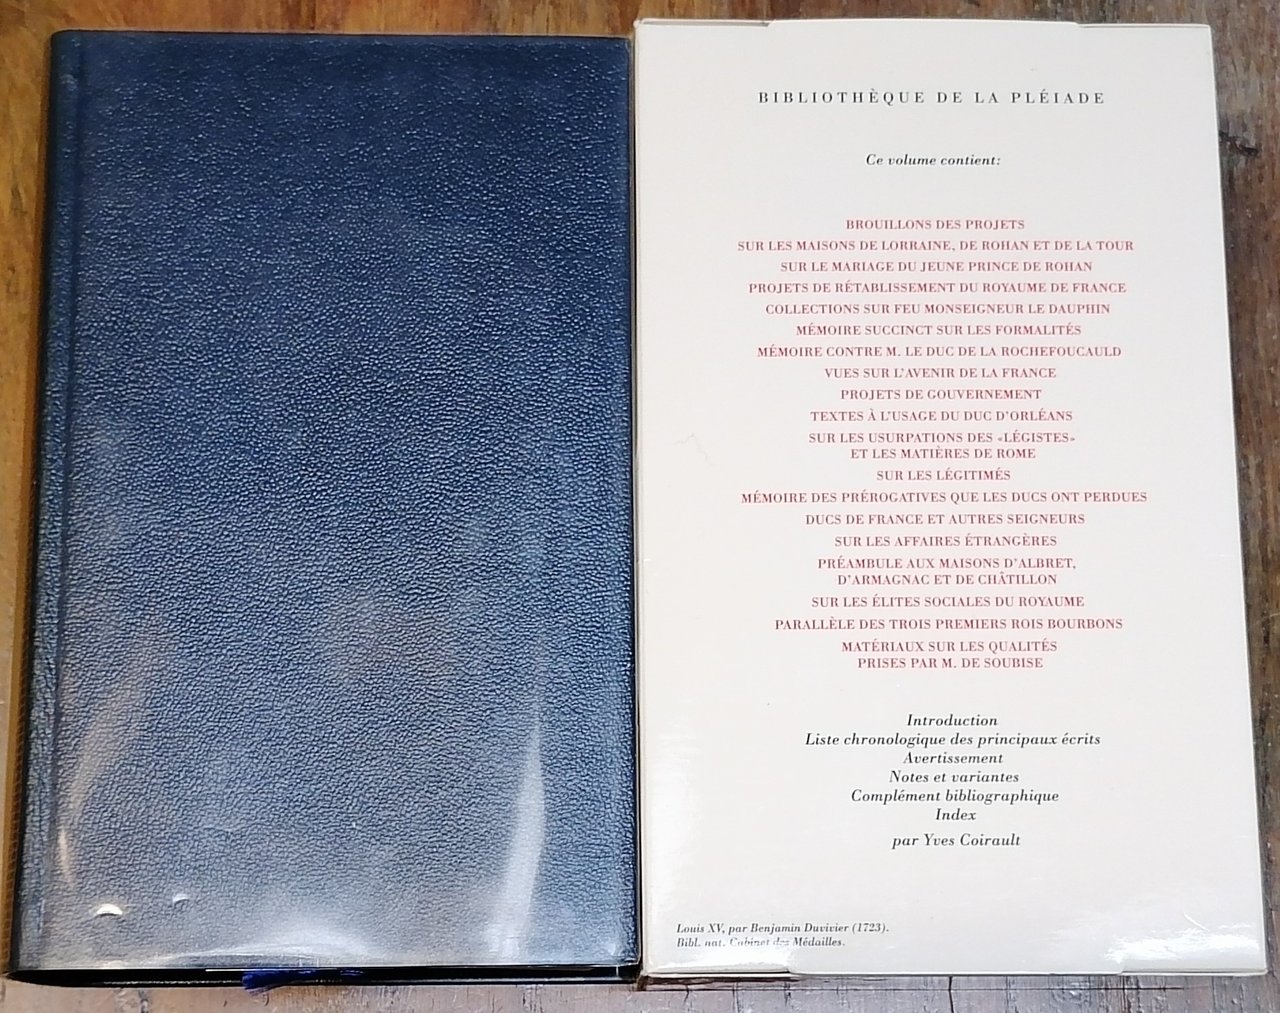 BIBLIOTHÈQUE DE LA PLÉIADE
Ce volume contient:
BROUILLONS DES PROJETS
SUR LES MAISONS DE LORRAINE, DE ROHAN ET DE LA TOUR
SUR LE MARIAGE DU JEUNE PRINCE DE ROHAN
PROJETS DE RÉTABLISSEMENT DU ROYAUME DE FRANCE
COLLECTIONS SUR FEU MONSEIGNEUR LE DAUPHIN
MÉMOIRE SUCCINCT SUR LES FORMALITÉS
MÉMOIRE CONTRE M. LE DUC DE LA ROCHEFOUCAULD
VUES SUR L'AVENIR DE LA FRANCE
PROJETS DE GOUVERNEMENT
TEXTES À L'USAGE DU DUC D'ORLÉANS
SUR LES USURPATIONS DES «LÉGISTES»
ET LES MATIÈRES DE ROME
SUR LES LÉGITIMÉS
MÉMOIRE DES PRÉROGATIVES QUE LES DUCS ONT PERDUES
DUCS DE FRANCE ET AUTRES SEIGNEURS
SUR LES AFFAIRES ÉTRANGÈRES
PRÉAMBULE AUX MAISONS D'ALBRET,
D'ARMAGNAC ET DE CHÂTILLON
SUR LES ÉLITES SOCIALES DU ROYAUME
PARALLÈLE DES TROIS PREMIERS ROIS BOURBONS
MATÉRIAUX SUR LES QUALITÉS
PRISES PAR M. DE SOUBISE
Introduction
Liste chronologique des principaux écrits
Avertissement
Notes et variantes
Complément bibliographique
Index
par Yves Coirault
Louis XV, par Benjamin Duvivier (1723).
Bibl. nat. Cabinet des Médailles.